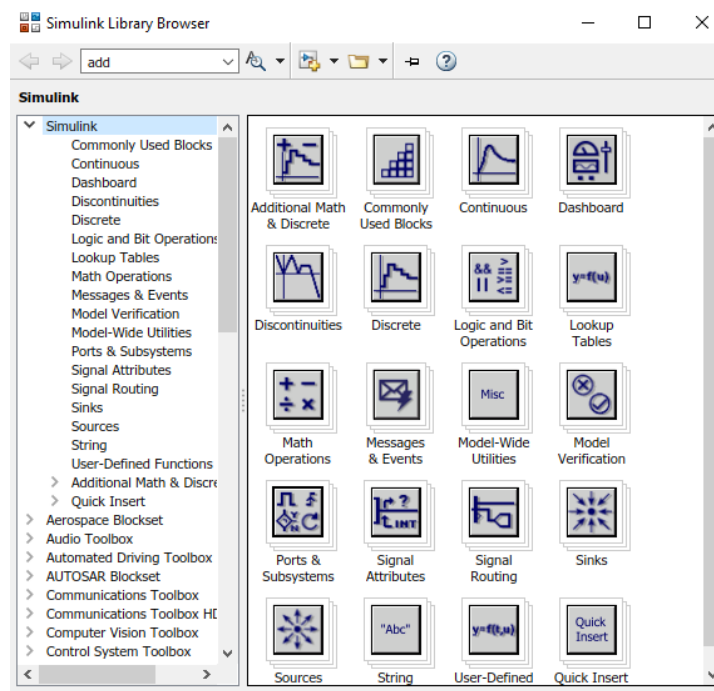 Simulink Library Browser
add
Simulink
Simulink
Commonly Used Blocks
Continuous
Dashboard
Discontinuities
Discrete
Logic and Bit Operations
Lookup Tables
Math Operations
Messages & Events
Model Verification
Model-Wide Utilities
Ports & Subsystems
Signal Attributes
Signal Routing
Sinks
Sources
String
User-Defined Functions
Additional Math & Discre
Quick Insert
Aerospace Blockset
Audio Toolbox
Automated Driving Toolbox
AUTOSAR Blockset
Communications Toolbox
Communications Toolbox HD
Computer Vision Toolbox
Control System Toolbox
Additional Math
& Discrete
Commonly
Used Blocks
Continuous
Dashboard
Discontinuities
Discrete
&& >
|| ==
<=
Logic and Bit
Operations
y=f(u)
Lookup
Tables
+ −
÷ ×
Math
Operations
Messages
& Events
Misc
Model-Wide
Utilities
Model
Verification
Ports &
Subsystems
?
INT
Signal
Attributes
Signal
Routing
Sinks
Sources
"Abc"
String
y=f(t,u)
User-Defined
Quick
Insert
Quick Insert